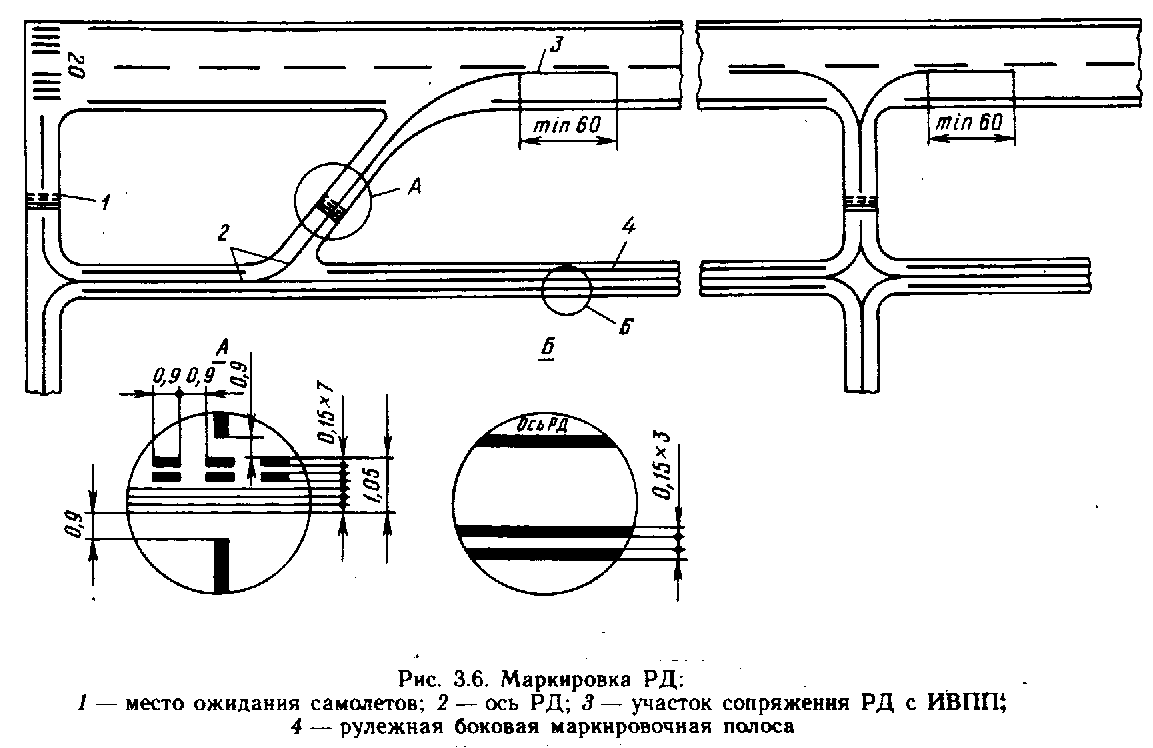 3
20
min 60
min 60
А
1
2
4
Б
А
Б
0,9 0,9
0,9
0,15×7
1,05
0,9
Ось РД
0,15×3
Рис. 3.6. Маркировка РД:
1 — место ожидания самолетов; 2 — ось РД; 3 — участок сопряжения РД с ИВПП;
4 — рулежная боковая маркировочная полоса